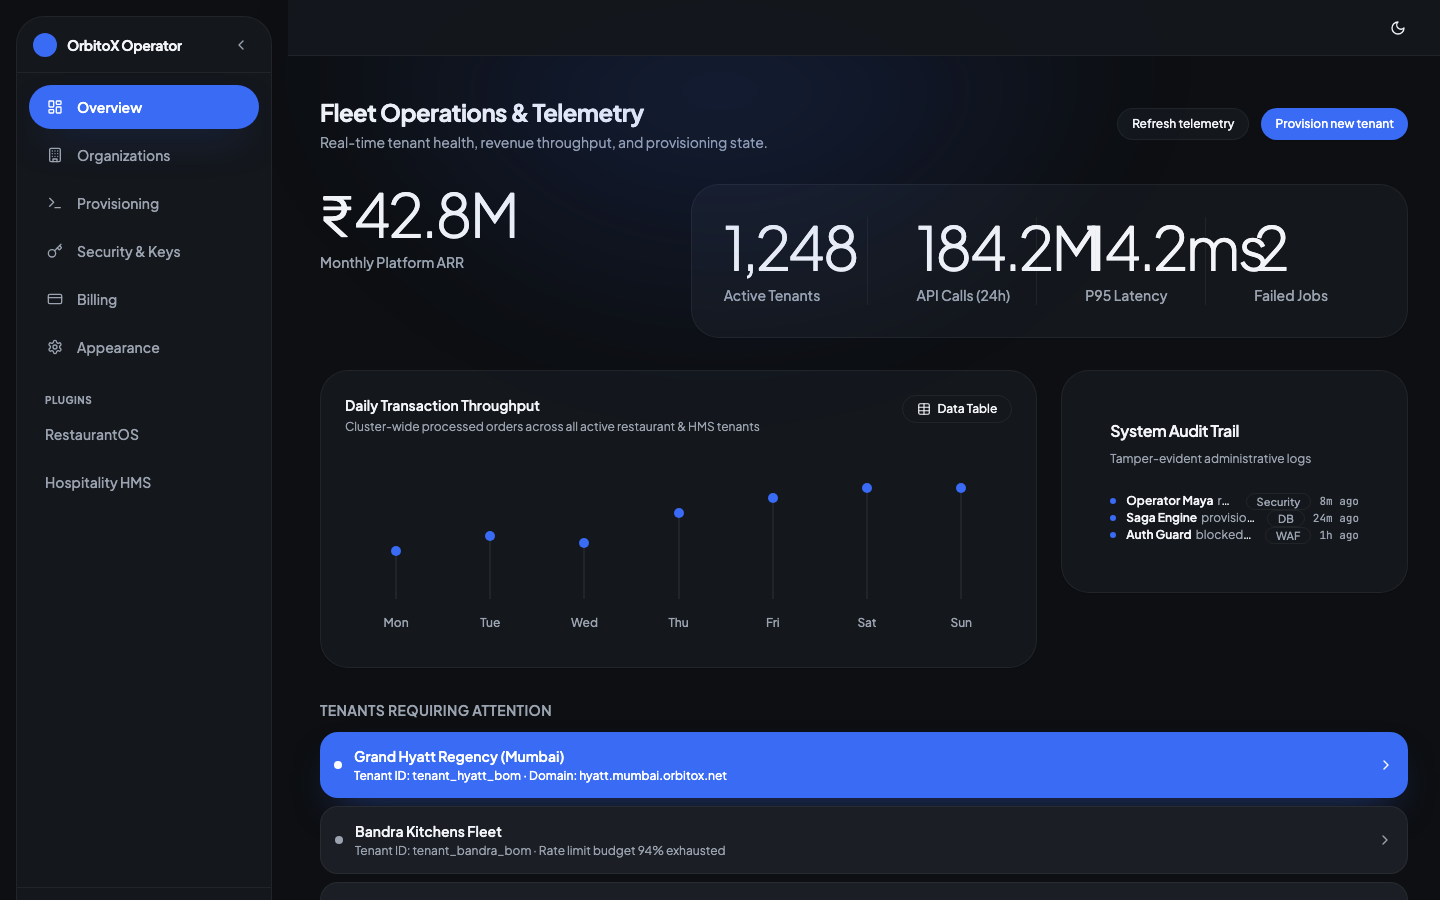 OrbitoX Operator
Overview
Organizations
Provisioning
Security & Keys
Billing
Appearance
PLUGINS
RestaurantOS
Hospitality HMS
Fleet Operations & Telemetry
Real-time tenant health, revenue throughput, and provisioning state.
Refresh telemetry
Provision new tenant
₹42.8M
Monthly Platform ARR
1,248
Active Tenants
184.2M
API Calls (24h)
14.2ms
P95 Latency
2
Failed Jobs
Daily Transaction Throughput
Cluster-wide processed orders across all active restaurant & HMS tenants
Data Table
Mon
Tue
Wed
Thu
Fri
Sat
Sun
System Audit Trail
Tamper-evident administrative logs
Operator Maya r... Security 8m ago
Saga Engine provisio... DB 24m ago
Auth Guard blocked... WAF 1h ago
TENANTS REQUIRING ATTENTION
Grand Hyatt Regency (Mumbai)
Tenant ID: tenant_hyatt_bom · Domain: hyatt.mumbai.orbitox.net
Bandra Kitchens Fleet
Tenant ID: tenant_bandra_bom · Rate limit budget 94% exhausted